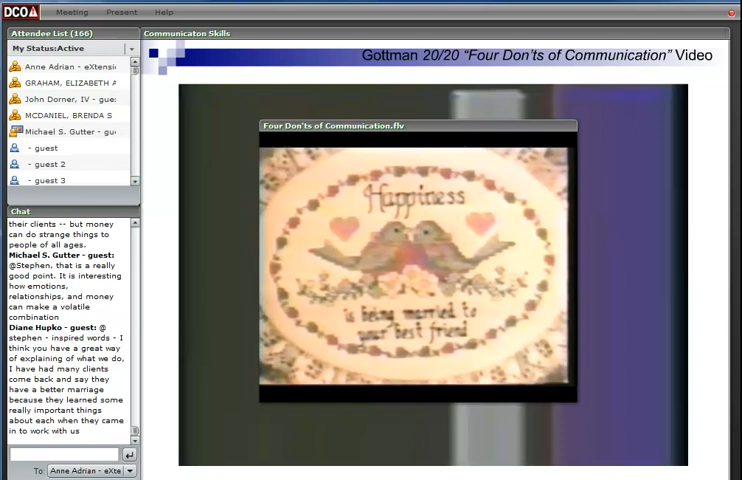 DCO Meeting Present Help
Attendee List (166)
My Status:Active
Anne Adrian - eXtensi
GRAHAM, ELIZABETH A
John Dorner, IV - gues
MCDANIEL, BRENDA S
Michael S. Gutter - gu
- guest
- guest 2
- guest 3
Chat
their clients -- but money
can do strange things to
people of all ages.
Michael S. Gutter - guest:
@Stephen, that is a really
good point. It is interesting
how emotions,
relationships, and money
can make a volatile
combination
Diane Hupko - guest: @
stephen - inspired words - I
think you have a great way
of explaining of what we do,
I have had many clients
come back and say they
have a better marriage
because they learned some
really important things
about each when they came
in to work with us
To: Anne Adrian - eXte
Communicaton Skills
Gottman 20/20 “Four Don’ts of Communication” Video
Four Don'ts of Communication.flv
Happiness
is being married to
your best friend